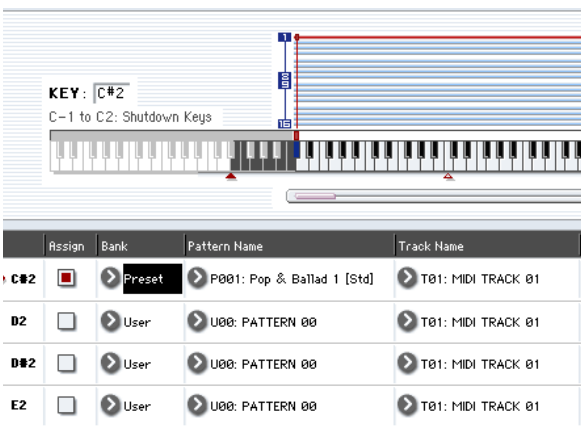 1
8
9
KEY: C#2
C-1 to C2: Shutdown Keys
16
Assign Bank Pattern Name Track Name
C#2 Preset P001: Pop & Ballad 1 [Std] T01: MIDI TRACK 01
D2 User U00: PATTERN 00 T01: MIDI TRACK 01
D#2 User U00: PATTERN 00 T01: MIDI TRACK 01
E2 User U00: PATTERN 00 T01: MIDI TRACK 01